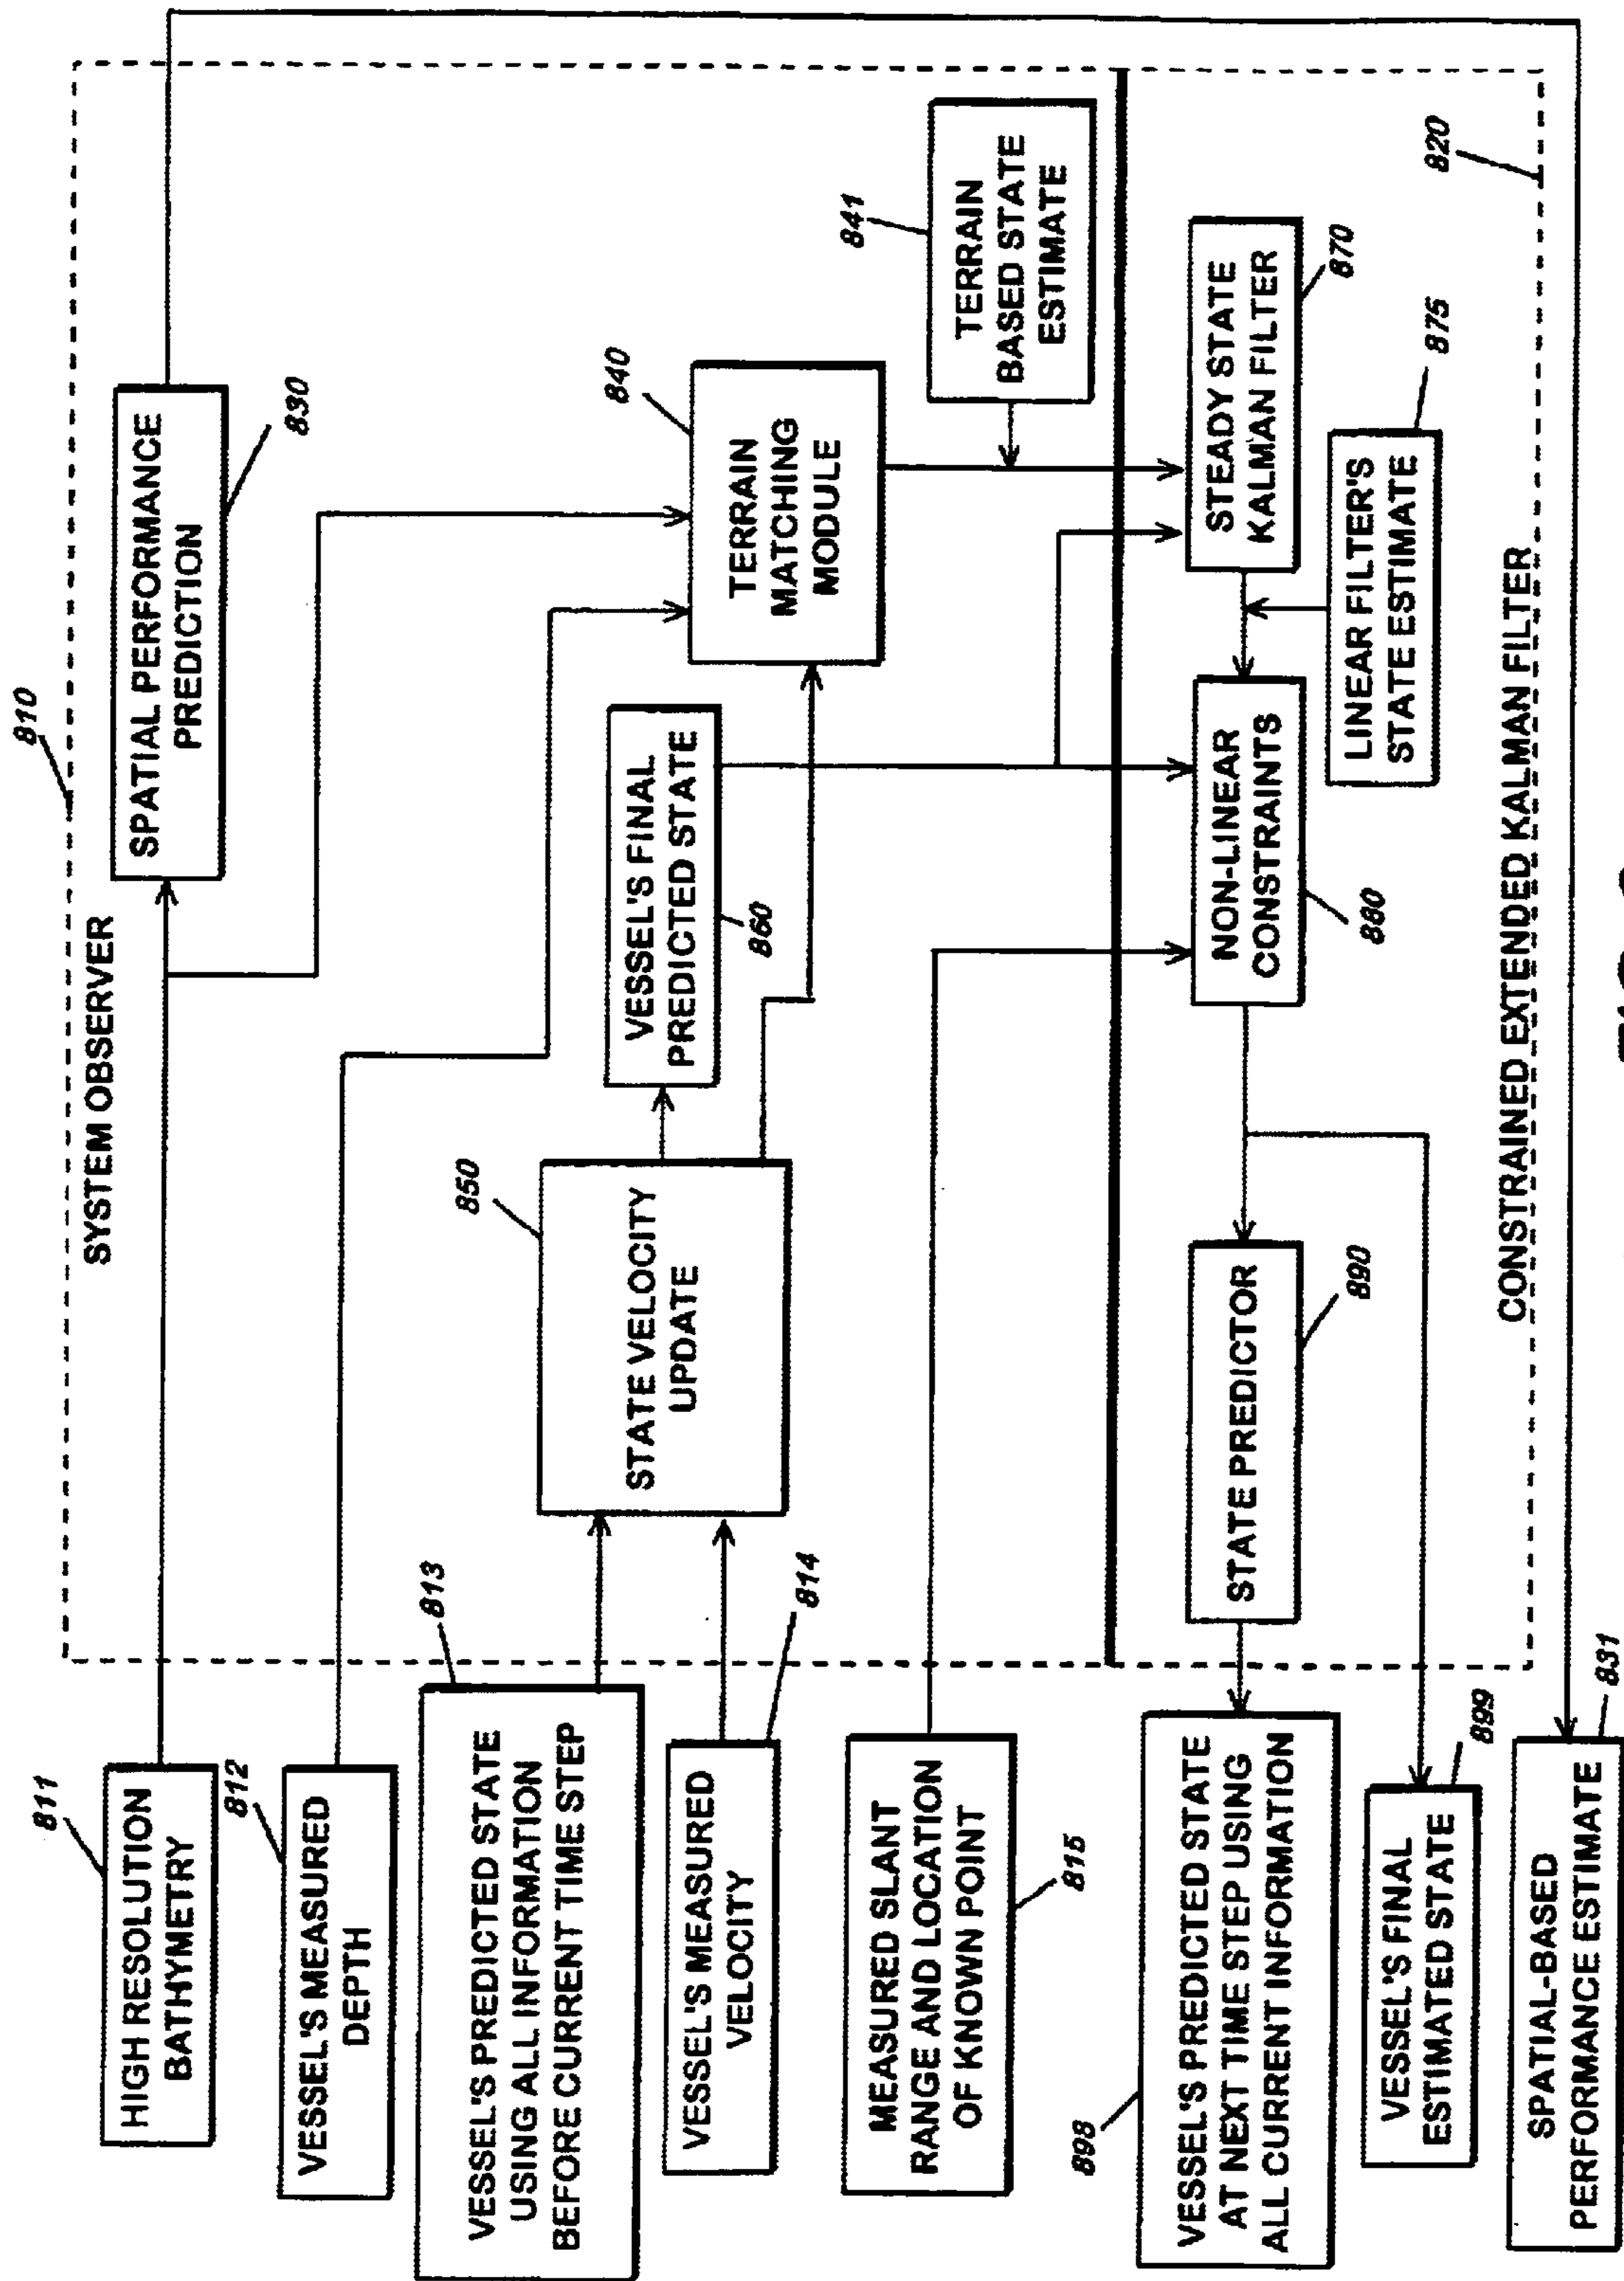 810
SYSTEM OBSERVER
811
HIGH RESOLUTION
BATHYMETRY
SPATIAL PERFORMANCE
PREDICTION
830
812
VESSEL'S MEASURED
DEPTH
813
VESSEL'S PREDICTED STATE
USING ALL INFORMATION
BEFORE CURRENT TIME STEP
VESSEL'S MEASURED
VELOCITY
814
850
STATE VELOCITY
UPDATE
VESSEL'S FINAL
PREDICTED STATE
860
840
TERRAIN
MATCHING
MODULE
841
TERRAIN
BASED STATE
ESTIMATE
MEASURED SLANT
RANGE AND LOCATION
OF KNOWN POINT
815
898
VESSEL'S PREDICTED STATE
AT NEXT TIME STEP USING
ALL CURRENT INFORMATION
STATE PREDICTOR
890
NON-LINEAR
CONSTRAINTS
880
STEADY STATE
KALMAN FILTER
870
LINEAR FILTER'S
STATE ESTIMATE
875
VESSEL'S FINAL
ESTIMATED STATE
899
CONSTRAINED EXTENDED KALMAN FILTER
820
SPATIAL-BASED
PERFORMANCE ESTIMATE
831